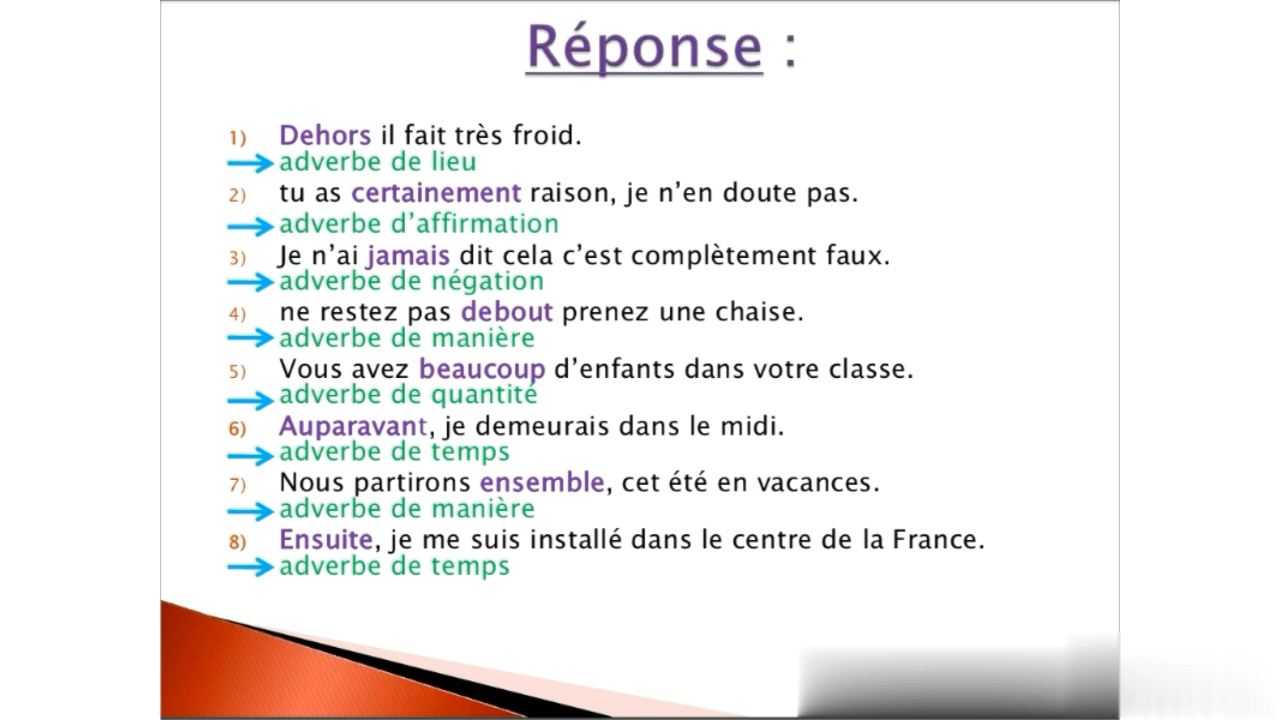 Réponse :
1) Dehors il fait très froid.
adverbe de lieu
2) tu as certainement raison, je n’en doute pas.
adverbe d’affirmation
3) Je n’ai jamais dit cela c’est complètement faux.
adverbe de négation
4) ne restez pas debout prenez une chaise.
adverbe de manière
5) Vous avez beaucoup d’enfants dans votre classe.
adverbe de quantité
6) Auparavant, je demeurais dans le midi.
adverbe de temps
7) Nous partirons ensemble, cet été en vacances.
adverbe de manière
8) Ensuite, je me suis installé dans le centre de la France.
adverbe de temps